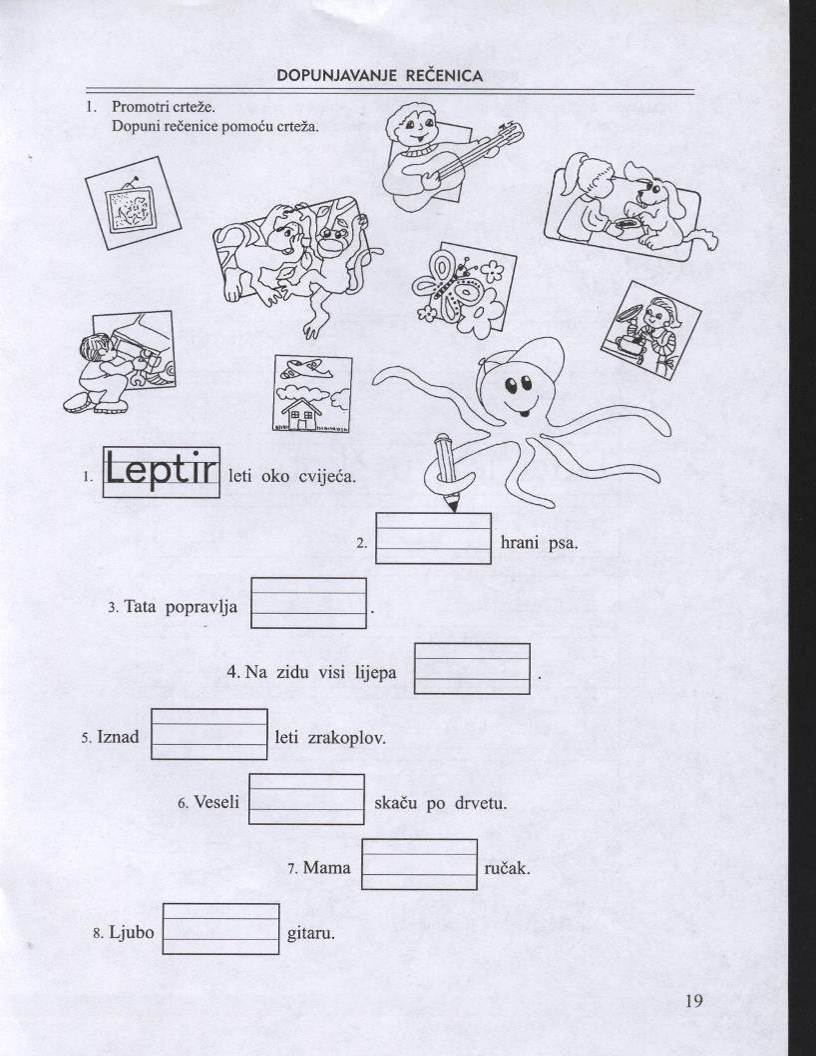 DOPUNJAVANJE REČENICA
1. Promotri crteže.
Dopuni rečenice pomoću crteža.
1. Leptir leti oko cvijeća.
2. hrani psa.
3. Tata popravlja .
4. Na zidu visi lijepa .
5. Iznad leti zrakoplov.
6. Veseli skaču po drvetu.
7. Mama ručak.
8. Ljubo gitaru.
19